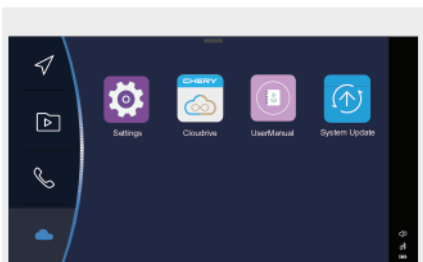 CHERY
Settings
Cloudrive
UserManual
System Update